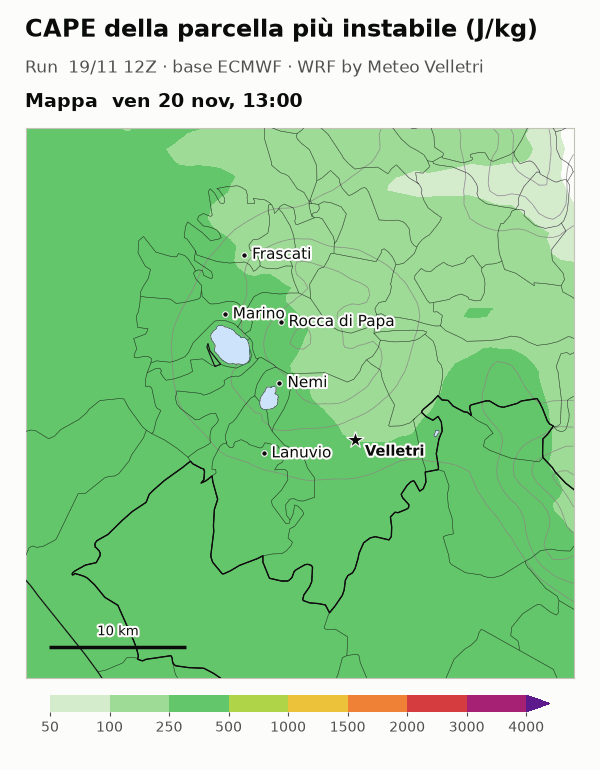 CAPE della parcella più instabile (J/kg)
Run  19/11 12Z · base ECMWF · WRF by Meteo Velletri
Mappa  ven 20 nov, 13:00
Frascati
Marino
Rocca di Papa
Nemi
Velletri
Lanuvio
10 km
50 100 250 500 1000 1500 2000 3000 4000